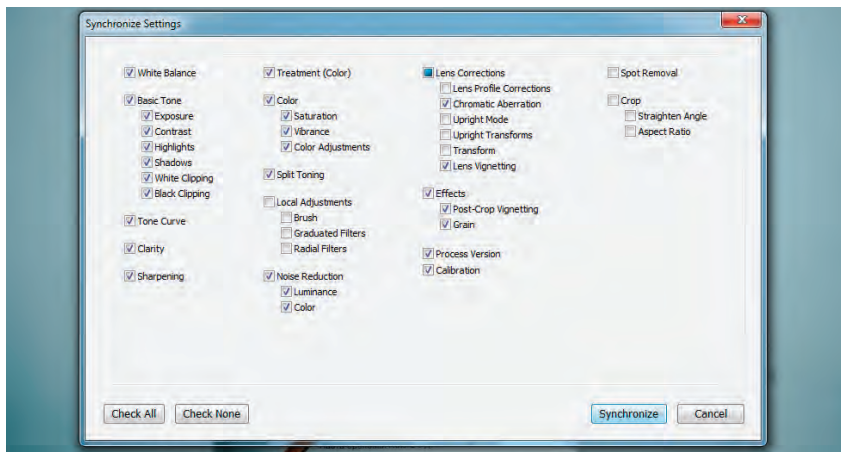 Synchronize Settings
White Balance
Basic Tone
Exposure
Contrast
Highlights
Shadows
White Clipping
Black Clipping
Tone Curve
Clarity
Sharpening
Treatment (Color)
Color
Saturation
Vibrance
Color Adjustments
Split Toning
Local Adjustments
Brush
Graduated Filters
Radial Filters
Noise Reduction
Luminance
Color
Lens Corrections
Lens Profile Corrections
Chromatic Aberration
Upright Mode
Upright Transforms
Transform
Lens Vignetting
Effects
Post-Crop Vignetting
Grain
Process Version
Calibration
Spot Removal
Crop
Straighten Angle
Aspect Ratio
Check All
Check None
Synchronize
Cancel